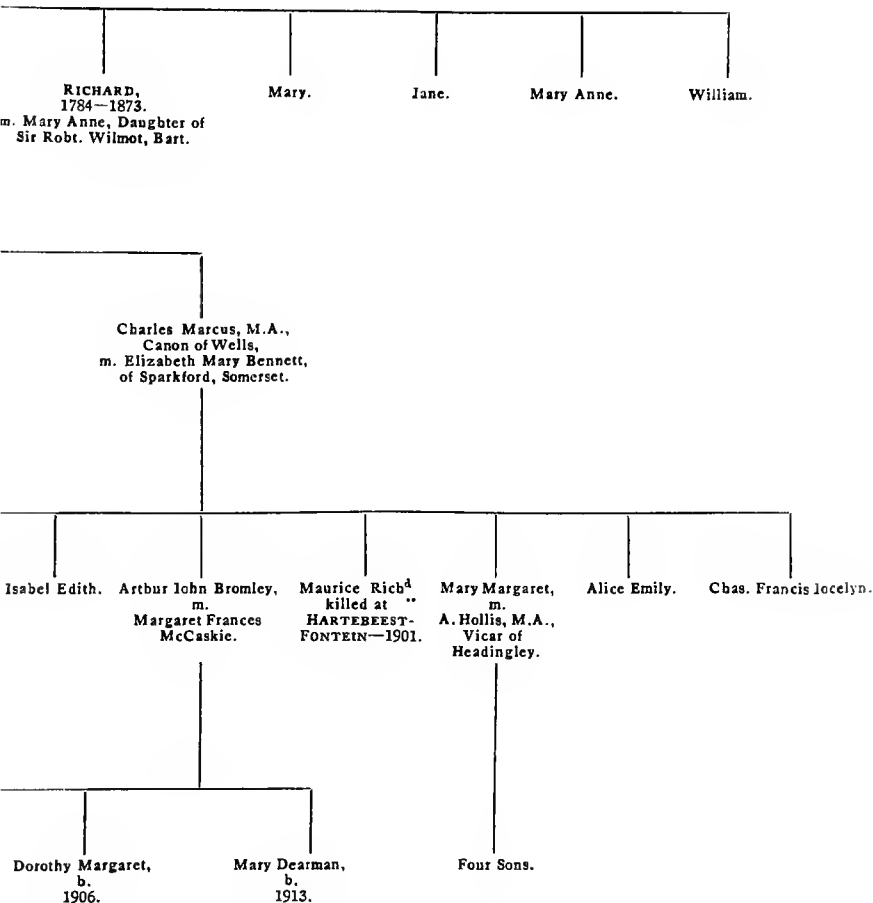 RICHARD,
1784—1873.
m. Mary Anne, Daughter of
Sir Robt. Wilmot, Bart.
Mary.
Jane.
Mary Anne.
William.
Charles Marcus, M.A.,
Canon of Wells,
m. Elizabeth Mary Bennett,
of Sparkford, Somerset.
Isabel Edith.
Arthur John Bromley,
m.
Margaret Frances
McCaskie.
Maurice Richd
killed at
HARTEBEEST-
FONTEIN—1901.
Mary Margaret,
m.
A. Hollis, M.A.,
Vicar of
Headingley.
Alice Emily.
Chas. Francis Jocelyn.
Dorothy Margaret,
b.
1906.
Mary Dearman,
b.
1913.
Four Sons.